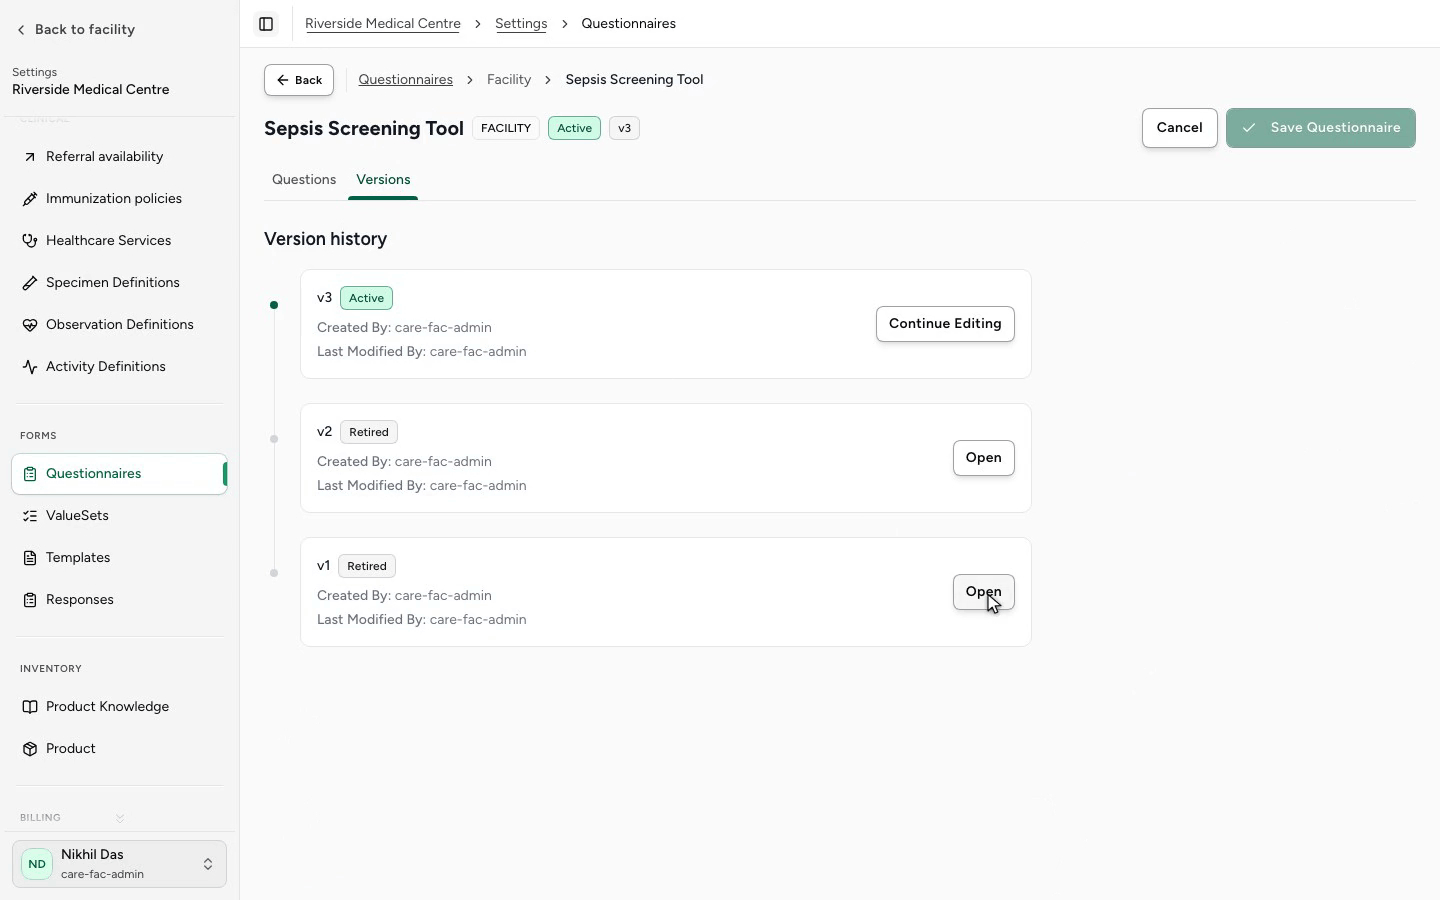 Back to facility
Settings
Riverside Medical Centre
CLINICAL
Referral availability
Immunization policies
Healthcare Services
Specimen Definitions
Observation Definitions
Activity Definitions
FORMS
Questionnaires
ValueSets
Templates
Responses
INVENTORY
Product Knowledge
Product
BILLING
ND
Nikhil Das
care-fac-admin
Riverside Medical Centre
Settings
Questionnaires
Back
Questionnaires
Facility
Sepsis Screening Tool
Sepsis Screening Tool
FACILITY
Active
v3
Cancel
Save Questionnaire
Questions
Versions
Version history
v3
Active
Created By: care-fac-admin
Last Modified By: care-fac-admin
Continue Editing
v2
Retired
Created By: care-fac-admin
Last Modified By: care-fac-admin
Open
v1
Retired
Created By: care-fac-admin
Last Modified By: care-fac-admin
Open